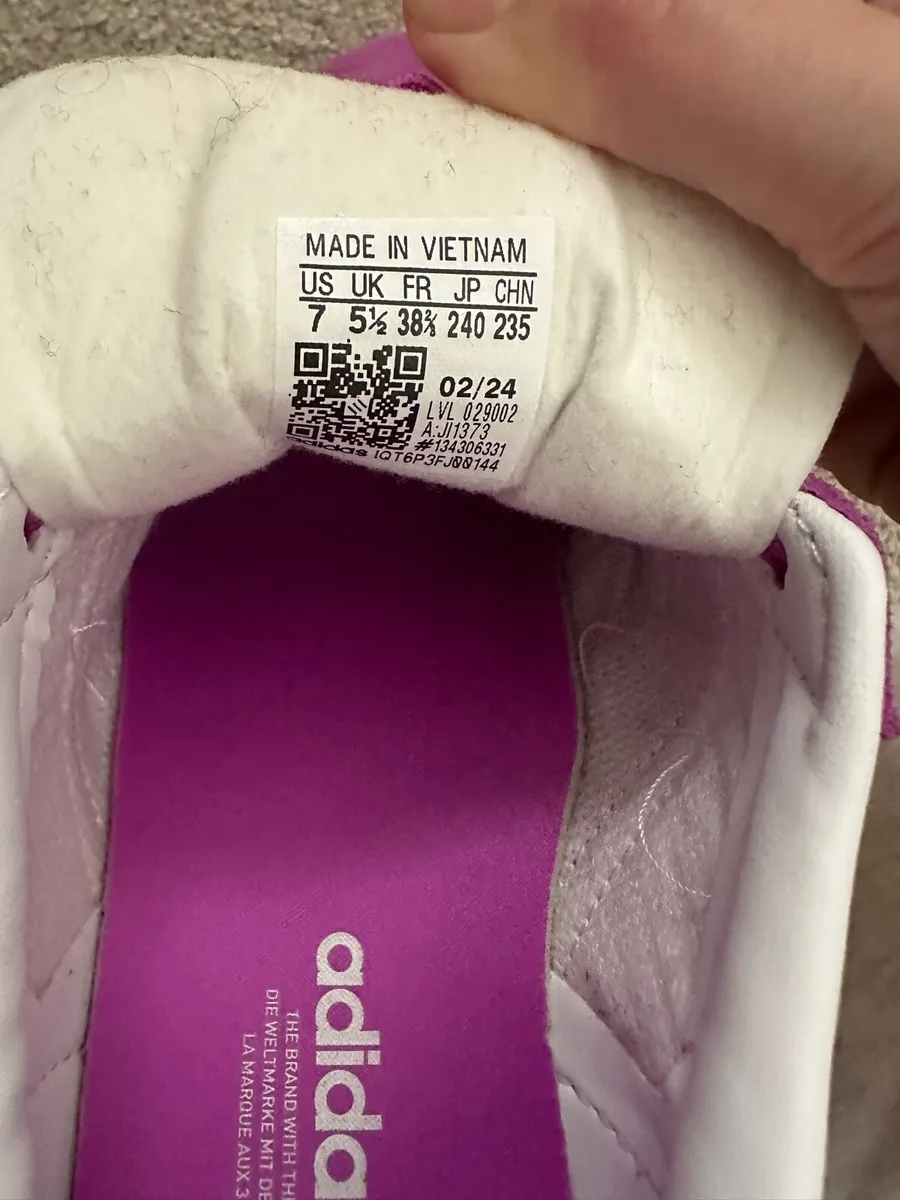 MADE IN VIETNAM
US UK FR JP CHN
7 5½ 38⅔ 240 235
02/24
LVL 029002
A:JI1373
#134306331
adidas IQT6P3FJ00144
adida
THE BRAND WITH TH
DIE WELTMARKE MIT DE
LA MARQUE AUX 3